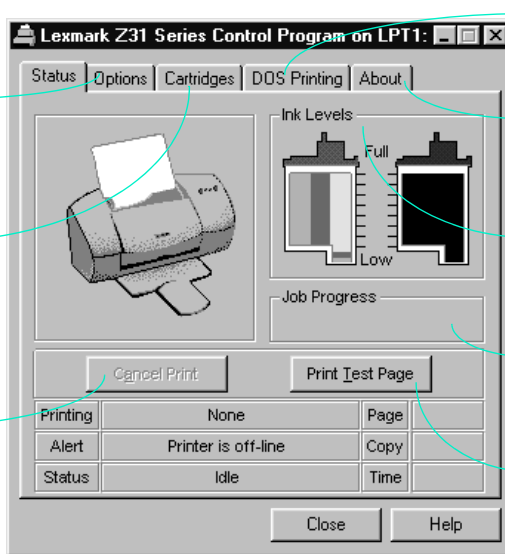 Lexmark Z31 Series Control Program on LPT1:
Status Options Cartridges DOS Printing About
Ink Levels
Full
Low
Job Progress
Cancel Print Print Test Page
Printing None Page
Alert Printer is off-line Copy
Status Idle Time
Close Help